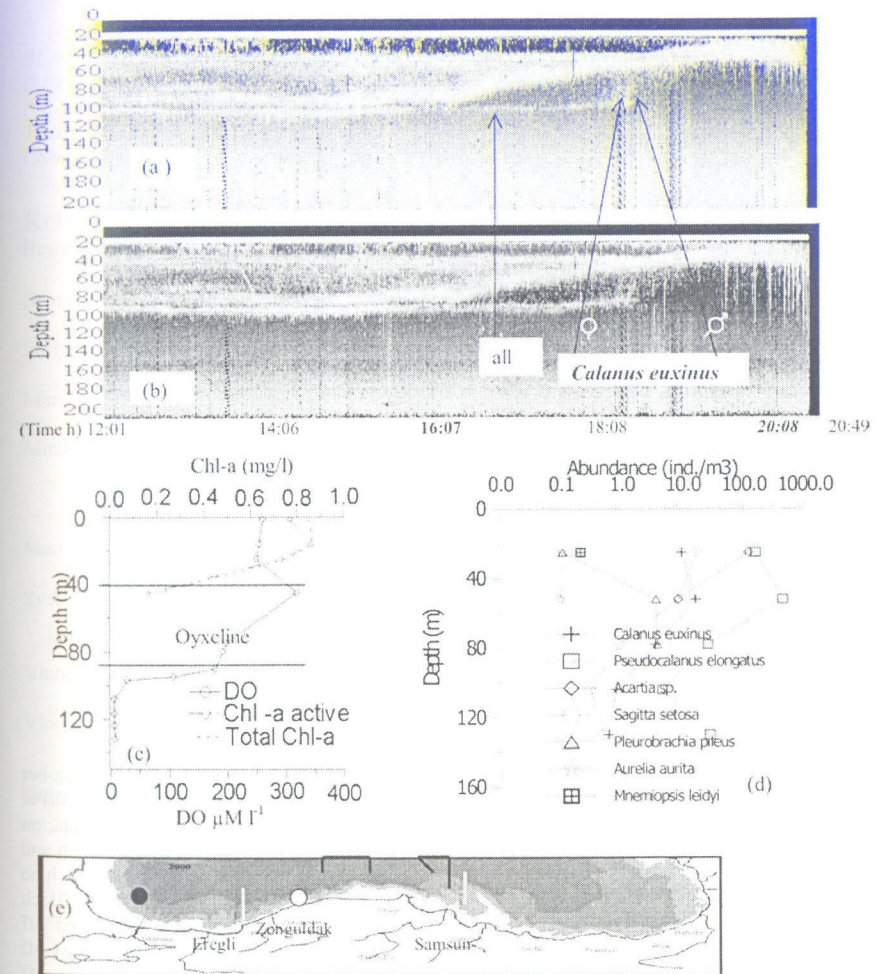 0
20
40
60
80
100
120
140
160
180
200
Depth (m)
(a )
0
20
40
60
80
100
120
140
160
180
200
Depth (m)
(b)
all
♀
♂
Calanus euxinus
(Time h) 12:01 14:06 16:07 18:08 20:08 20:49
Chl-a (mg/l)
0.0 0.2 0.4 0.6 0.8 1.0
0
40
80
120
Depth (m)
Oyxcline
DO
Chl -a active
Total Chl-a
(c)
0 100 200 300 400
DO µM l-1
Abundance (ind./m3)
0.0 0.1 1.0 10.0 100.0 1000.0
0
40
80
120
160
Depth (m)
Calanus euxinus
Pseudocalanus elongatus
Acartia sp.
Sagitta setosa
Pleurobrachia pileus
Aurelia aurita
Mnemiopsis leidyi
(d)
(e)
Eregli
Zonguldak
Samsun